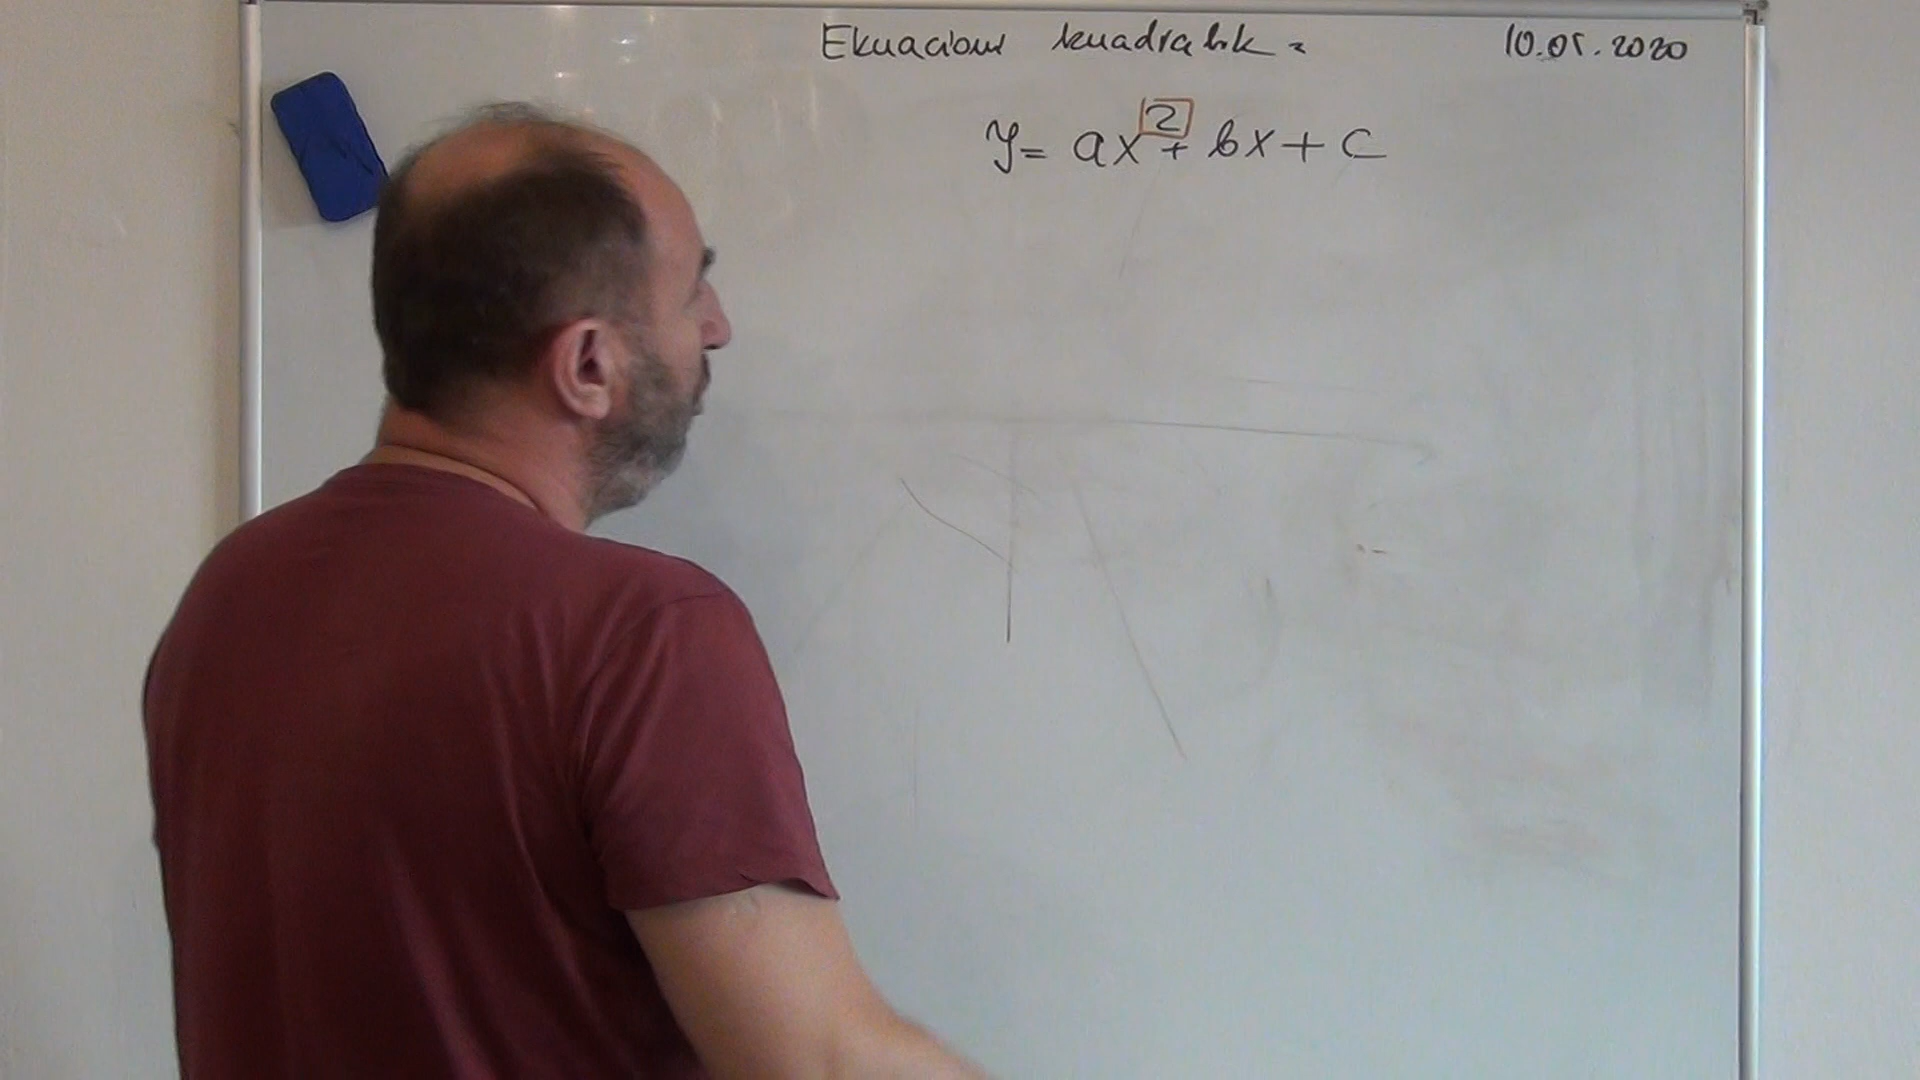 Ekuacioni kuadratik - 10.05.2020
y = ax² + bx + c